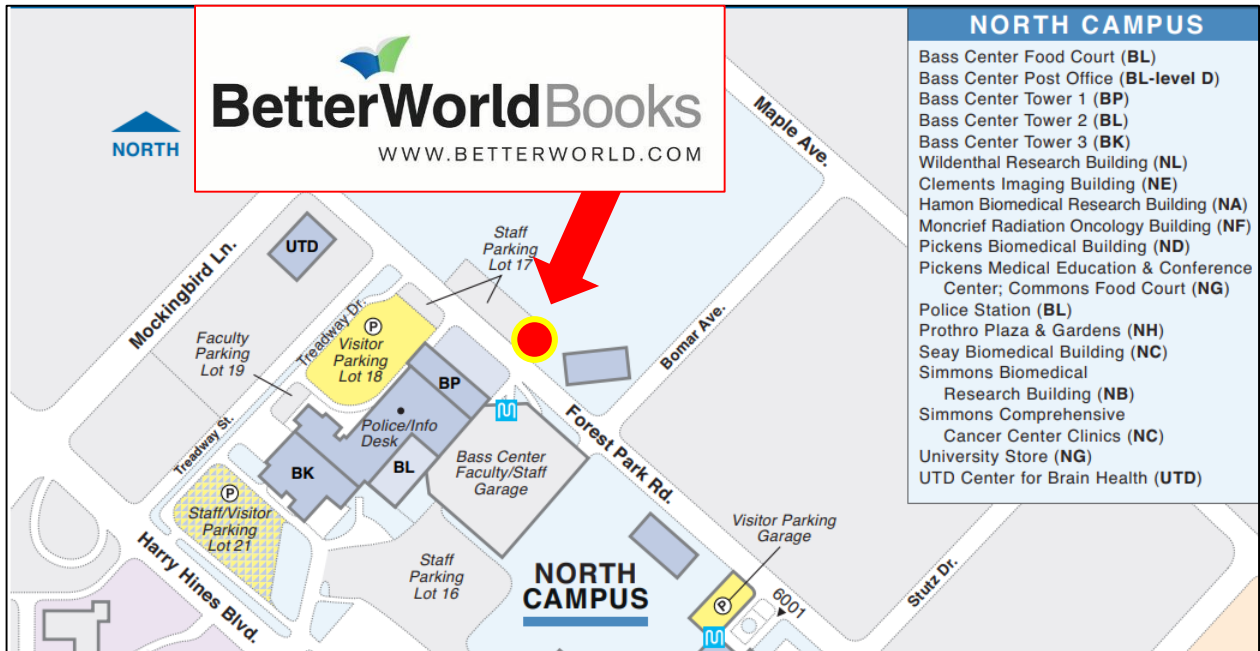 BetterWorldBooks
WWW.BETTERWORLD.COM
NORTH
Maple Ave.
Mockingbird Ln.
UTD
Staff
Parking
Lot 17
Treadway Dr.
P
Visitor
Parking
Lot 18
Faculty
Parking
Lot 19
Bomar Ave.
BP
Police/Info
Desk
Treadway St.
BK
BL
Bass Center
Faculty/Staff
Garage
Forest Park Rd.
P
Staff/Visitor
Parking
Lot 21
Harry Hines Blvd.
Staff
Parking
Lot 16
NORTH
CAMPUS
Visitor Parking
Garage
P
6001
Stutz Dr.
NORTH CAMPUS
Bass Center Food Court (BL)
Bass Center Post Office (BL-level D)
Bass Center Tower 1 (BP)
Bass Center Tower 2 (BL)
Bass Center Tower 3 (BK)
Wildenthal Research Building (NL)
Clements Imaging Building (NE)
Hamon Biomedical Research Building (NA)
Moncrief Radiation Oncology Building (NF)
Pickens Biomedical Building (ND)
Pickens Medical Education & Conference
Center; Commons Food Court (NG)
Police Station (BL)
Prothro Plaza & Gardens (NH)
Seay Biomedical Building (NC)
Simmons Biomedical
Research Building (NB)
Simmons Comprehensive
Cancer Center Clinics (NC)
University Store (NG)
UTD Center for Brain Health (UTD)